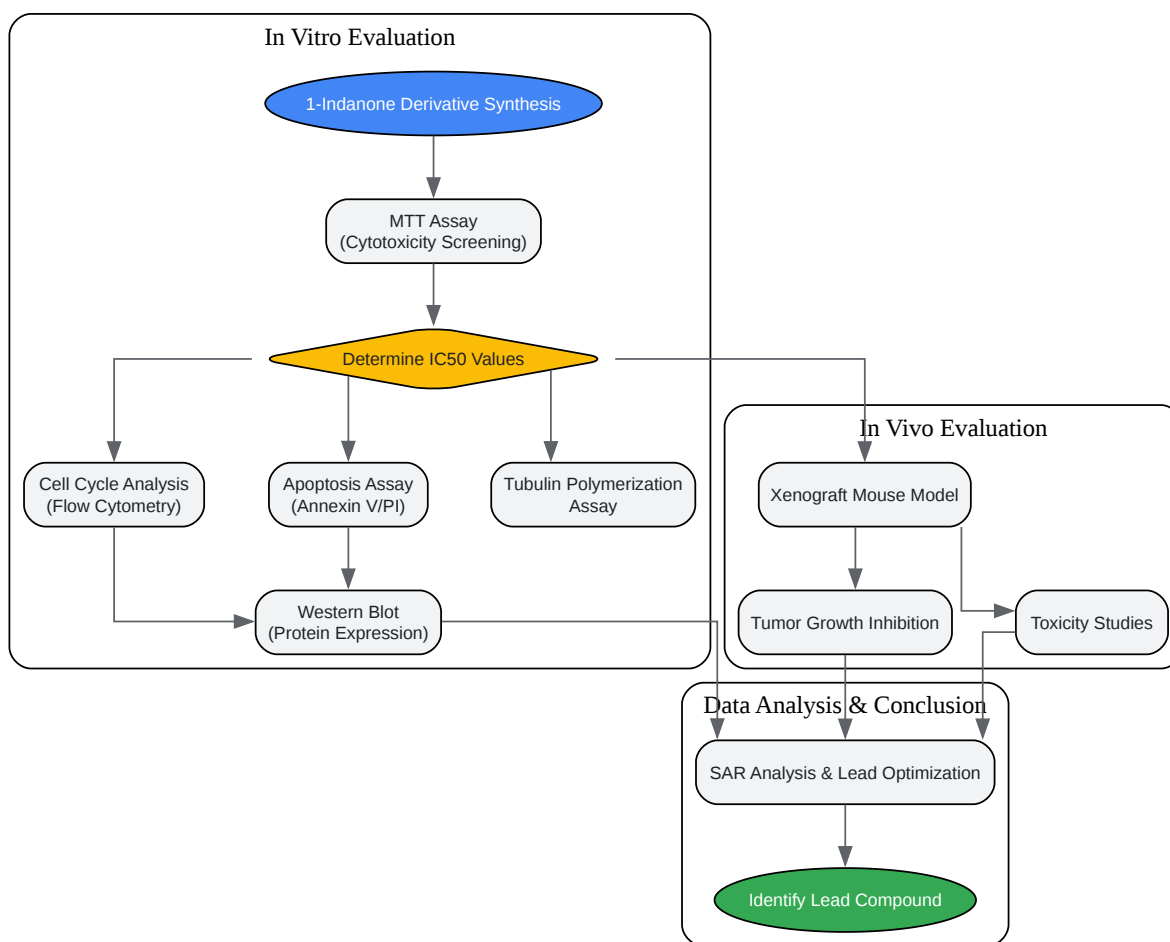 In Vitro Evaluation
1-Indanone Derivative Synthesis
MTT Assay
(Cytotoxicity Screening)
Determine IC50 Values
Cell Cycle Analysis
(Flow Cytometry)
Apoptosis Assay
(Annexin V/PI)
Tubulin Polymerization
Assay
Western Blot
(Protein Expression)
In Vivo Evaluation
Xenograft Mouse Model
Tumor Growth Inhibition
Toxicity Studies
Data Analysis & Conclusion
SAR Analysis & Lead Optimization
Identify Lead Compound